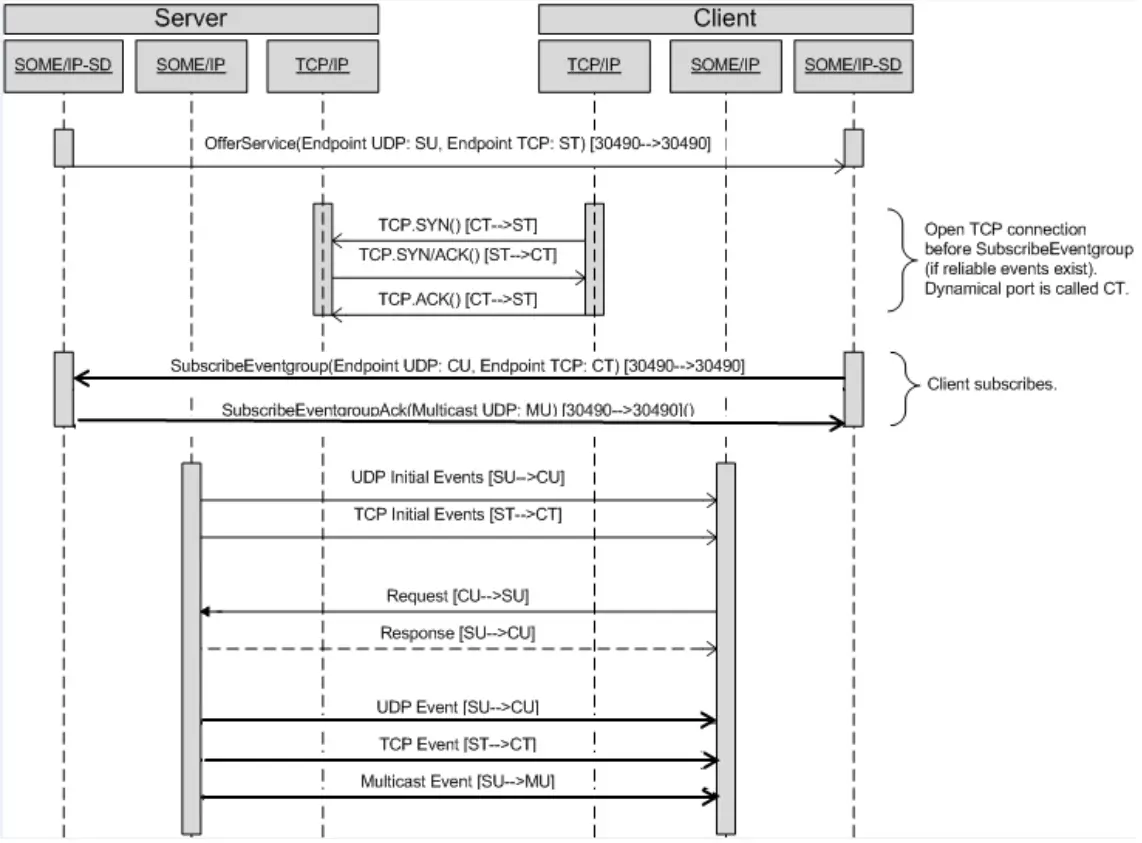 Server
Client
SOME/IP-SD
SOME/IP
TCP/IP
TCP/IP
SOME/IP
SOME/IP-SD
OfferService(Endpoint UDP: SU, Endpoint TCP: ST) [30490-->30490]
TCP.SYN() [CT-->ST]
TCP.SYN/ACK() [ST-->CT]
TCP.ACK() [CT-->ST]
Open TCP connection
before SubscribeEventgroup
(if reliable events exist).
Dynamical port is called CT.
SubscribeEventgroup(Endpoint UDP: CU, Endpoint TCP: CT) [30490-->30490]
SubscribeEventgroupAck(Multicast UDP: MU) [30490-->30490]()
Client subscribes.
UDP Initial Events [SU-->CU]
TCP Initial Events [ST-->CT]
Request [CU-->SU]
Response [SU-->CU]
UDP Event [SU-->CU]
TCP Event [ST-->CT]
Multicast Event [SU-->MU]